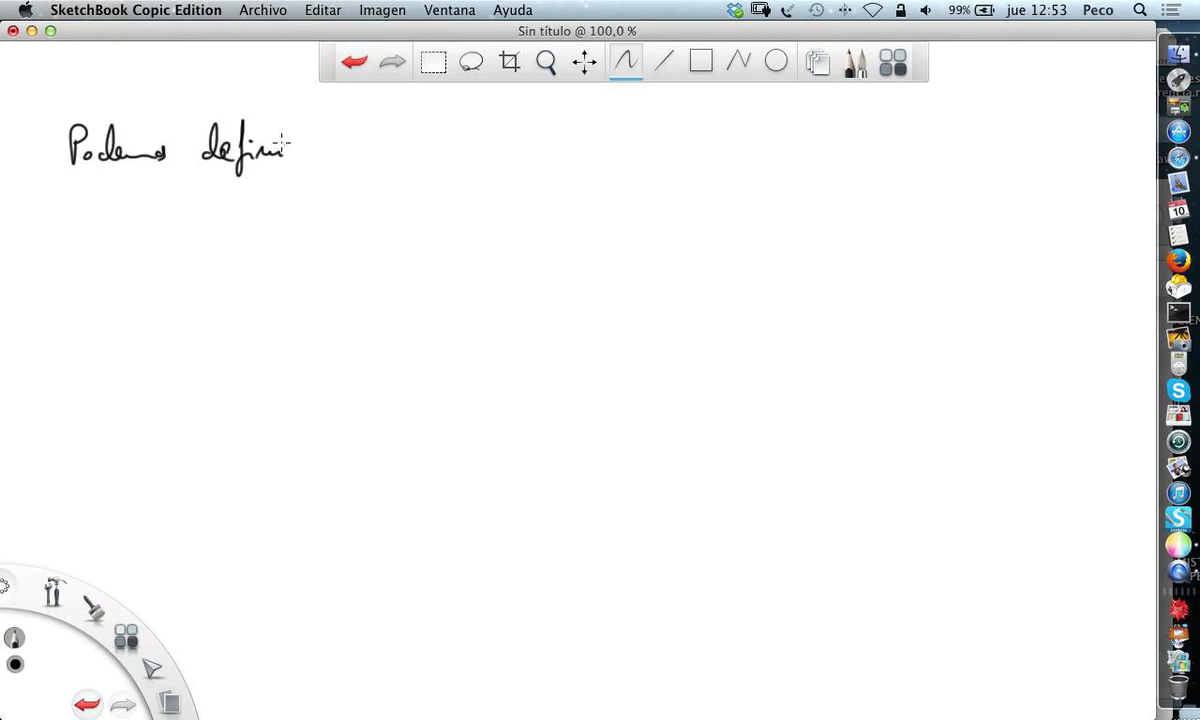 SketchBook Copic Edition Archivo Editar Imagen Ventana Ayuda 99% jue 12:53 Peco
Sin título @ 100,0 %
Podemos defini
10